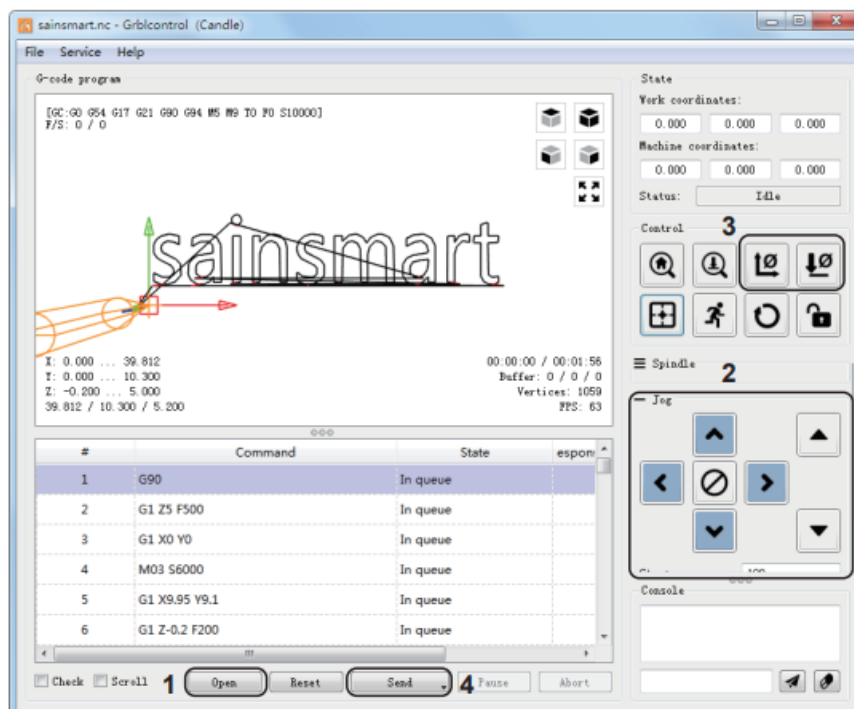 sainsmart.nc - Grblcontrol (Candle)
File Service Help
G-code program
[GC:G0 G54 G17 G21 G90 G94 M5 M9 T0 F0 S10000]
F/S: 0 / 0
sainsmart
X: 0.000 ... 39.812
Y: 0.000 ... 10.300
Z: -0.200 ... 5.000
39.812 / 10.300 / 5.200
00:00:00 / 00:01:56
Buffer: 0 / 0 / 0
Vertices: 1059
FPS: 63
# Command State espon
1 G90 In queue
2 G1 Z5 F500 In queue
3 G1 X0 Y0 In queue
4 M03 S6000 In queue
5 G1 X9.95 Y9.1 In queue
6 G1 Z-0.2 F200 In queue
Check Scroll 1 Open Reset Send 4 Pause Abort
State
Work coordinates:
0.000 0.000 0.000
Machine coordinates:
0.000 0.000 0.000
Status: Idle
3
Control
Spindle
2
Jog
Console